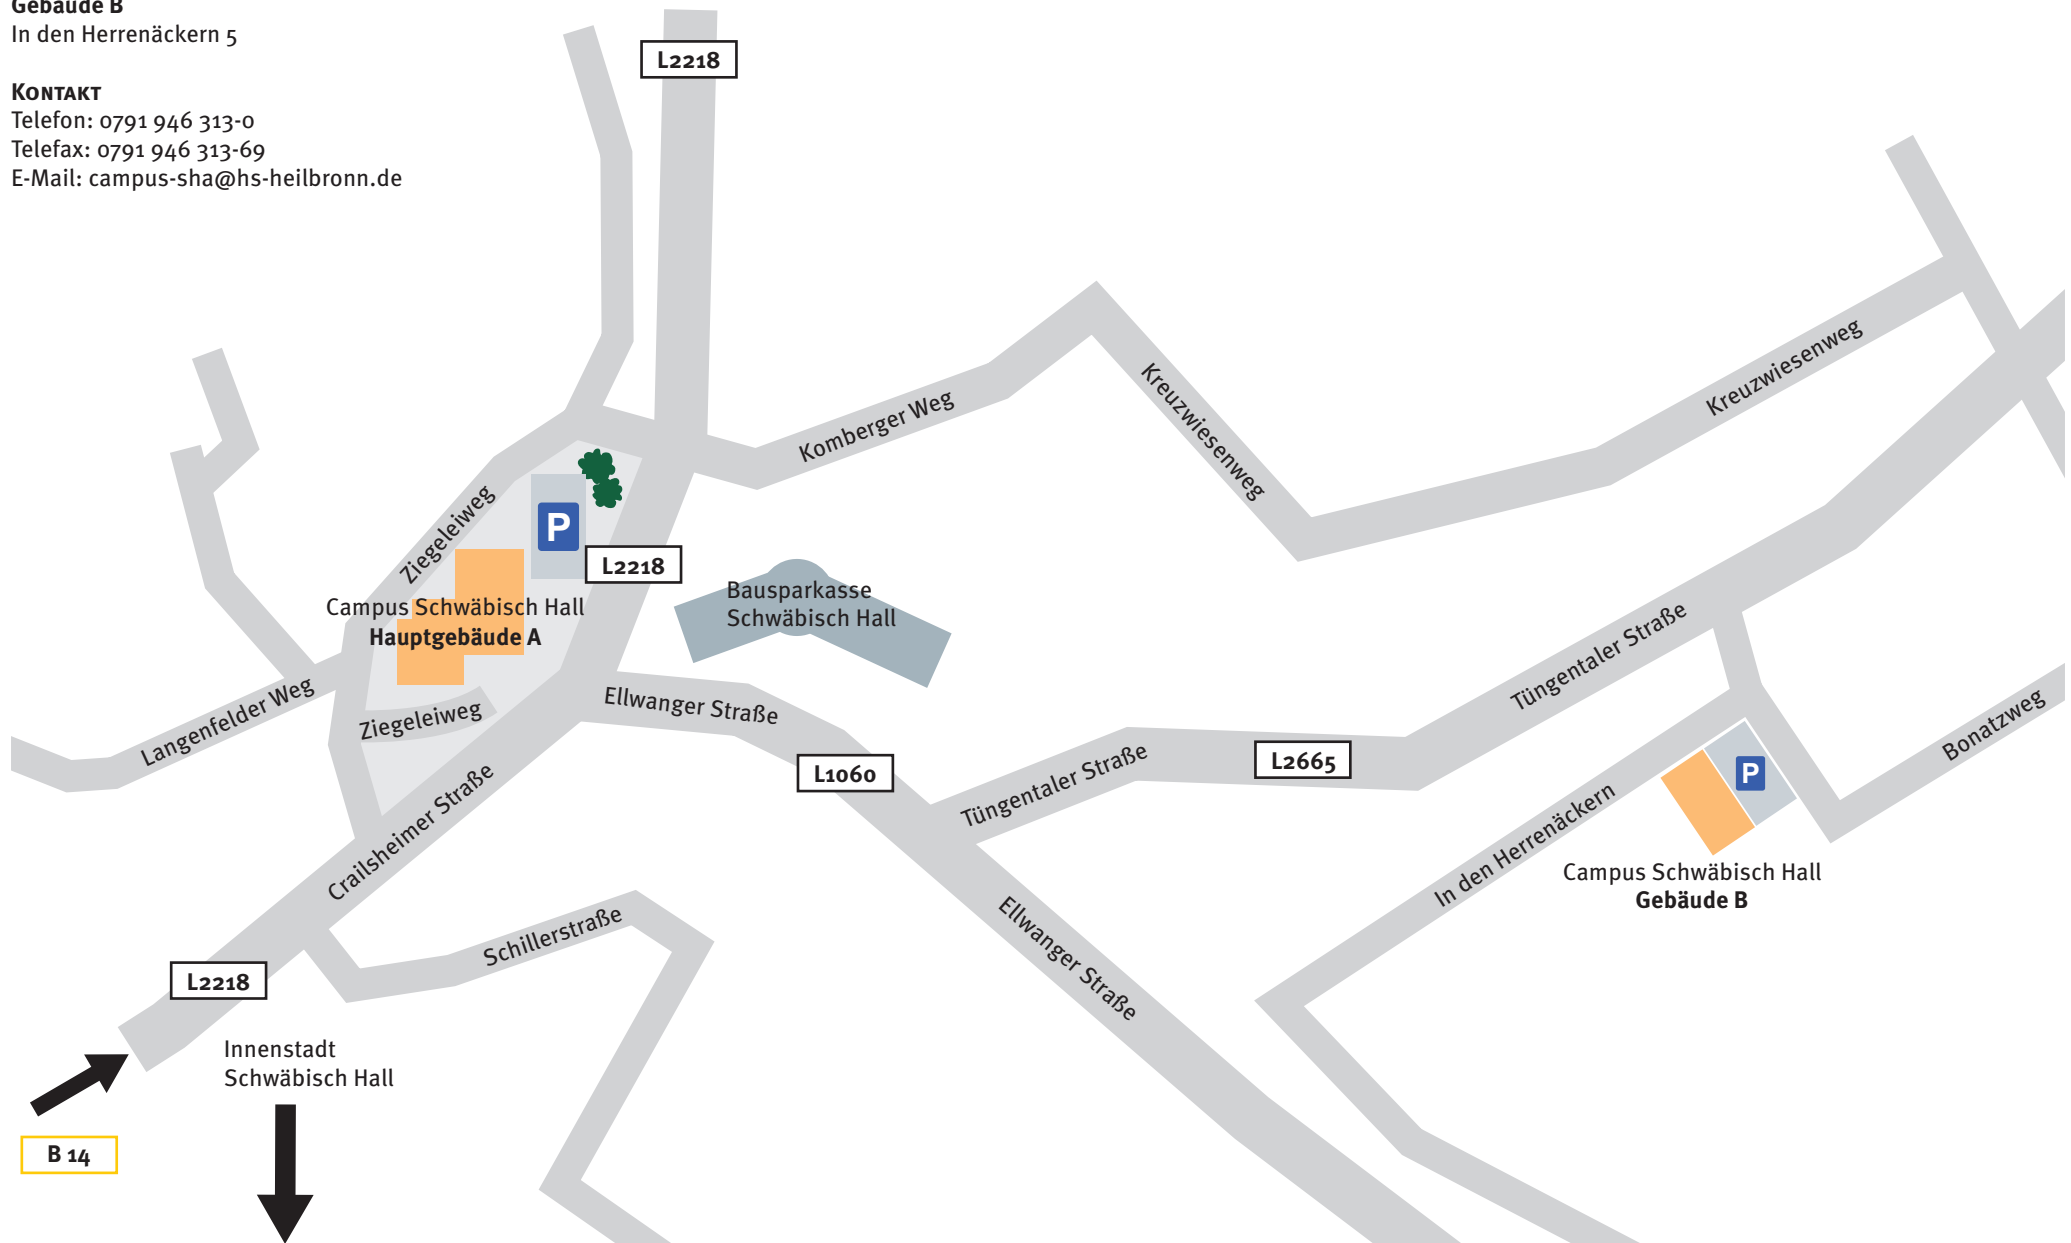 Gebäude B
In den Herrenäckern 5
KONTAKT
Telefon: 0791 946 313-0
Telefax: 0791 946 313-69
E-Mail: campus-sha@hs-heilbronn.de
L2218
Komberger Weg
Kreuzwiesenweg
Kreuzwiesenweg
Ziegeleiweg
P
L2218
Bausparkasse
Schwäbisch Hall
Campus Schwäbisch Hall
Hauptgebäude A
Langenfelder Weg
Ziegeleiweg
Ellwanger Straße
Tüngentaler Straße
Bonatzweg
L1060
Tüngentaler Straße
L2665
P
Crailsheimer Straße
In den Herrenäckern
Campus Schwäbisch Hall
Gebäude B
Schillerstraße
Ellwanger Straße
L2218
Innenstadt
Schwäbisch Hall
B 14